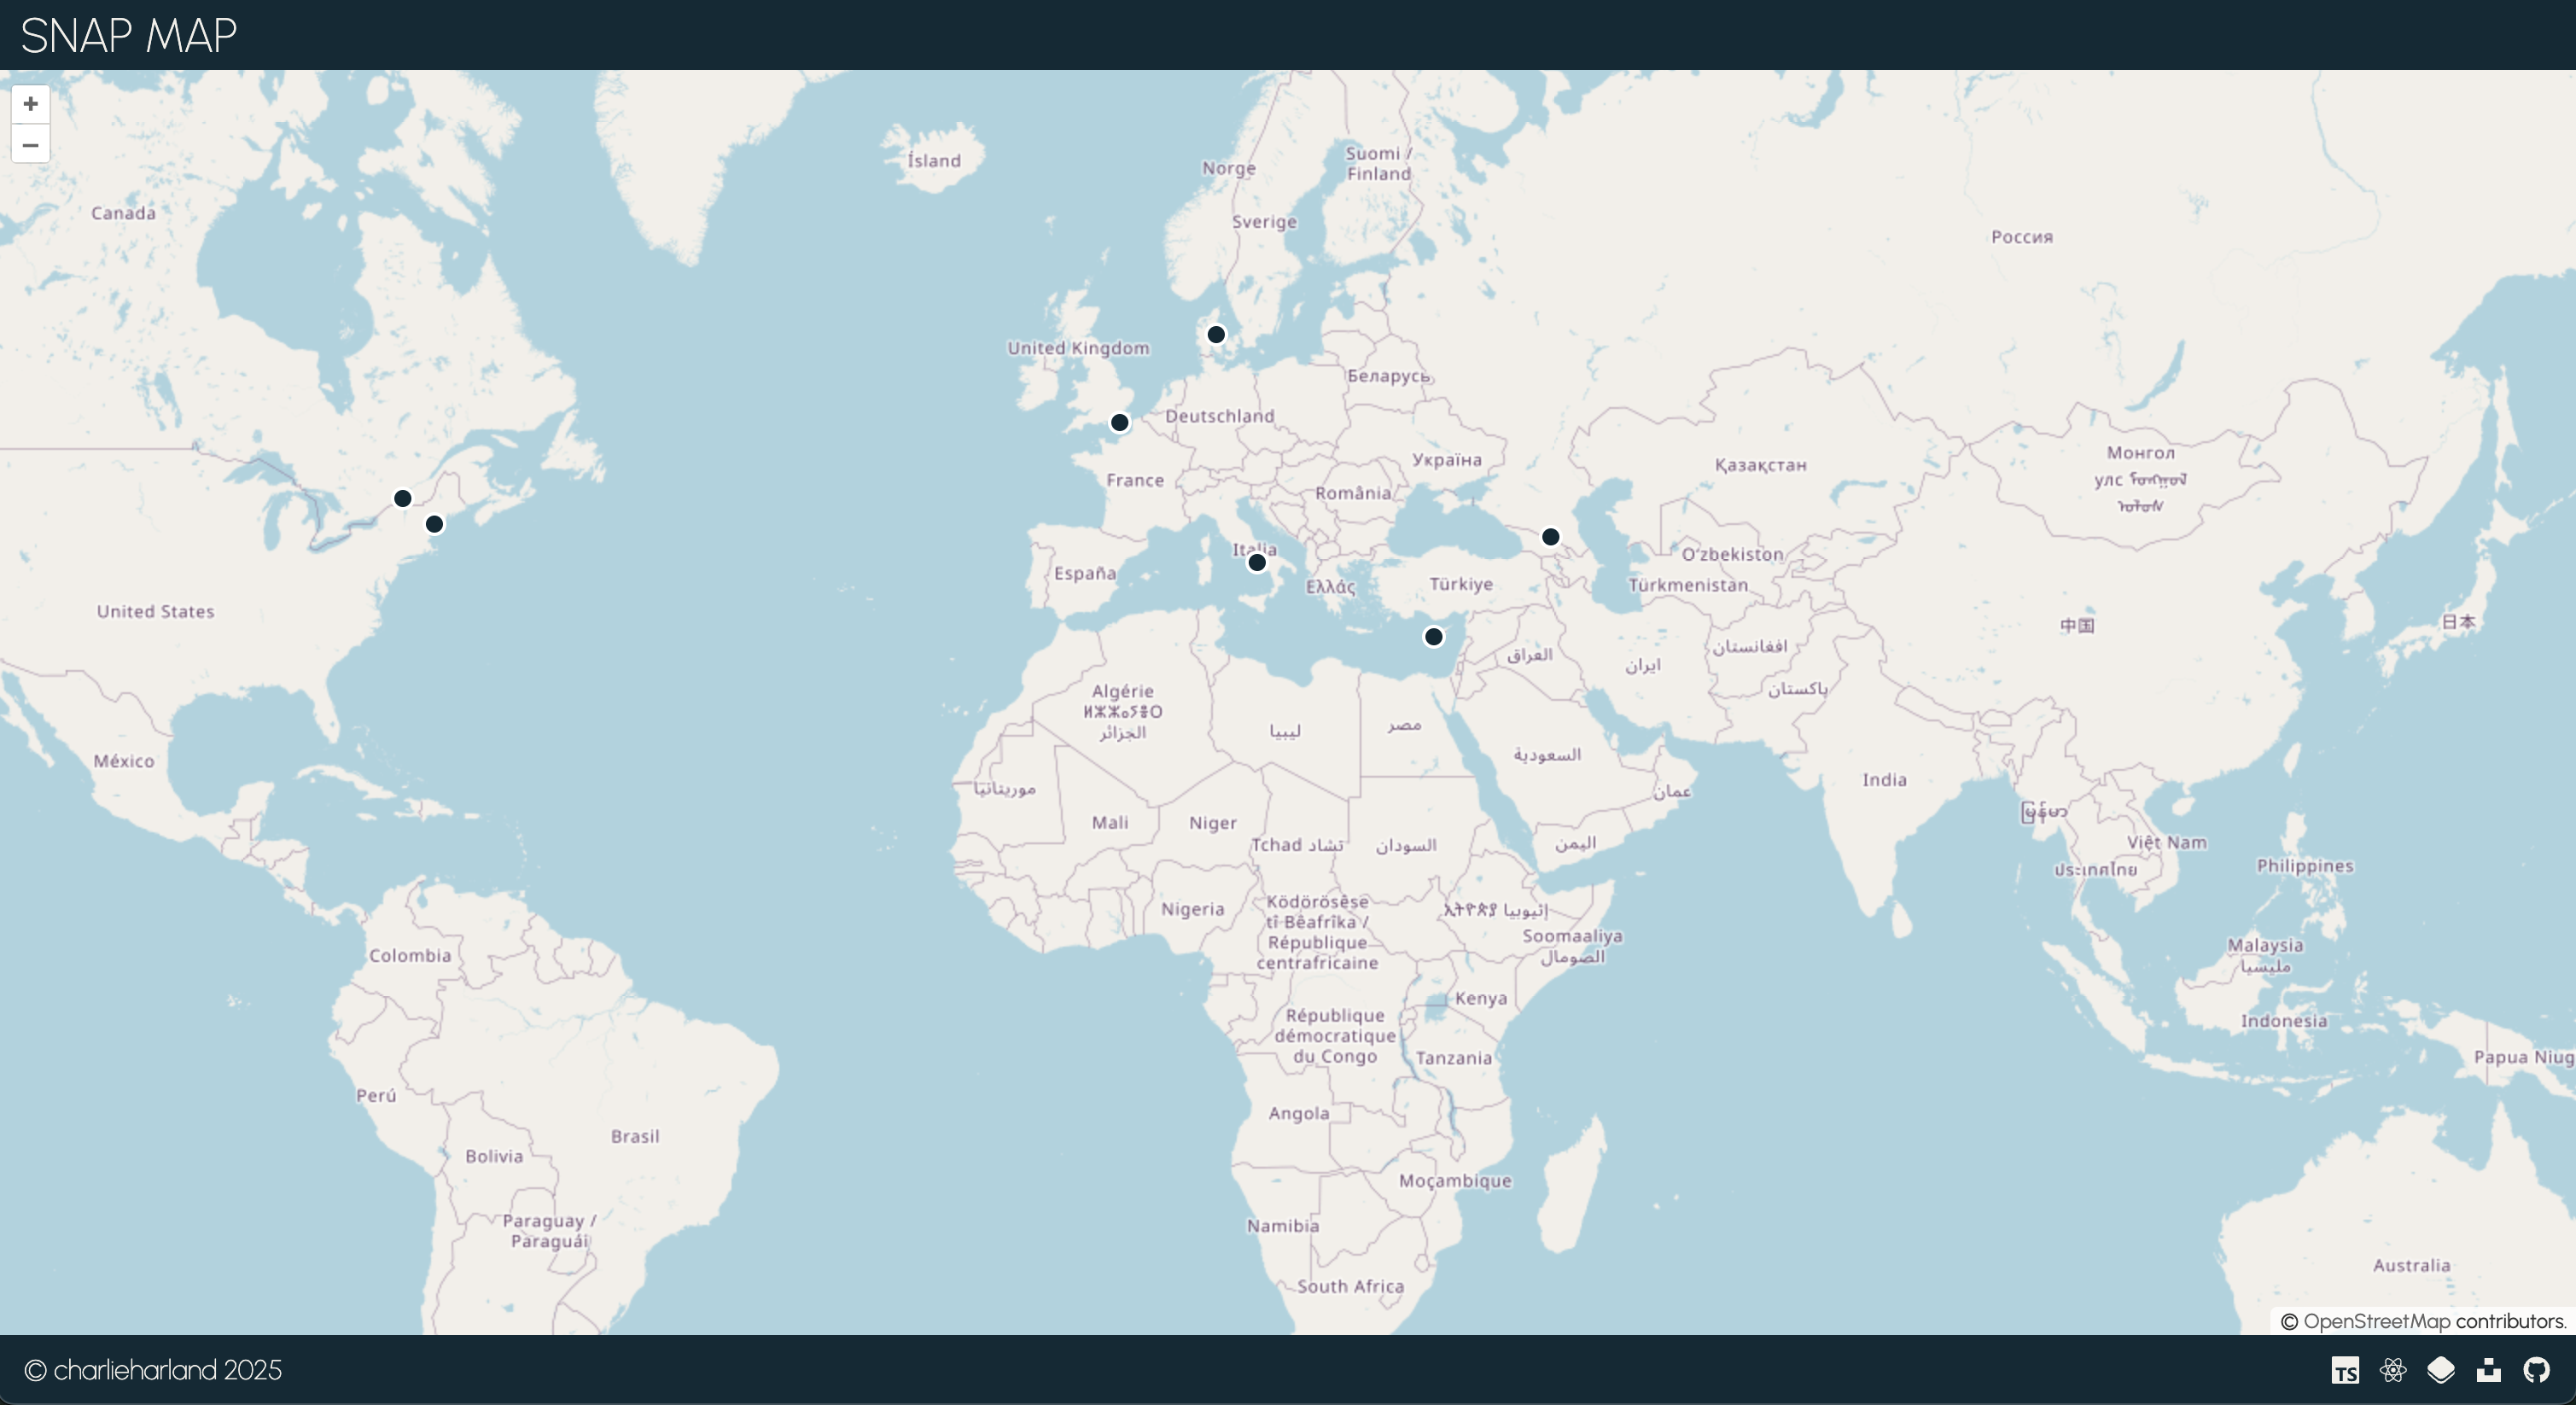 SNAP MAP
+
−
Ísland
Norge
Suomi /
Finland
Canada
Sverige
Россия
United Kingdom
Беларусь
Deutschland
Україна
Қазақстан
Монгол
улс
France
România
Italia
España
Ελλάς
Türkiye
Oʻzbekiston
Türkmenistan
United States
中国
日本
العراق
ایران
افغانستان
پاکستان
Algérie
ⵍⵣⵣⴰⵢⴻⵔ
الجزائر
ليبيا
مصر
السعودية
México
موريتانيا
عمان
India
Mali
Niger
Tchad تشاد
السودان
اليمن
မြန်မာ
Việt Nam
ประเทศไทย
Philippines
Nigeria
Ködörösêse
tî Bêafrîka /
République
centrafricaine
ኢትዮጵያ إثيوبيا
Soomaaliya
الصومال
Colombia
Malaysia
مليسيا
Kenya
République
démocratique
du Congo
Indonesia
Tanzania
Papua Niug
Perú
Angola
Brasil
Bolivia
Moçambique
Paraguay /
Paraguái
Namibia
South Africa
Australia
© OpenStreetMap contributors.
© charlieharland 2025
TS